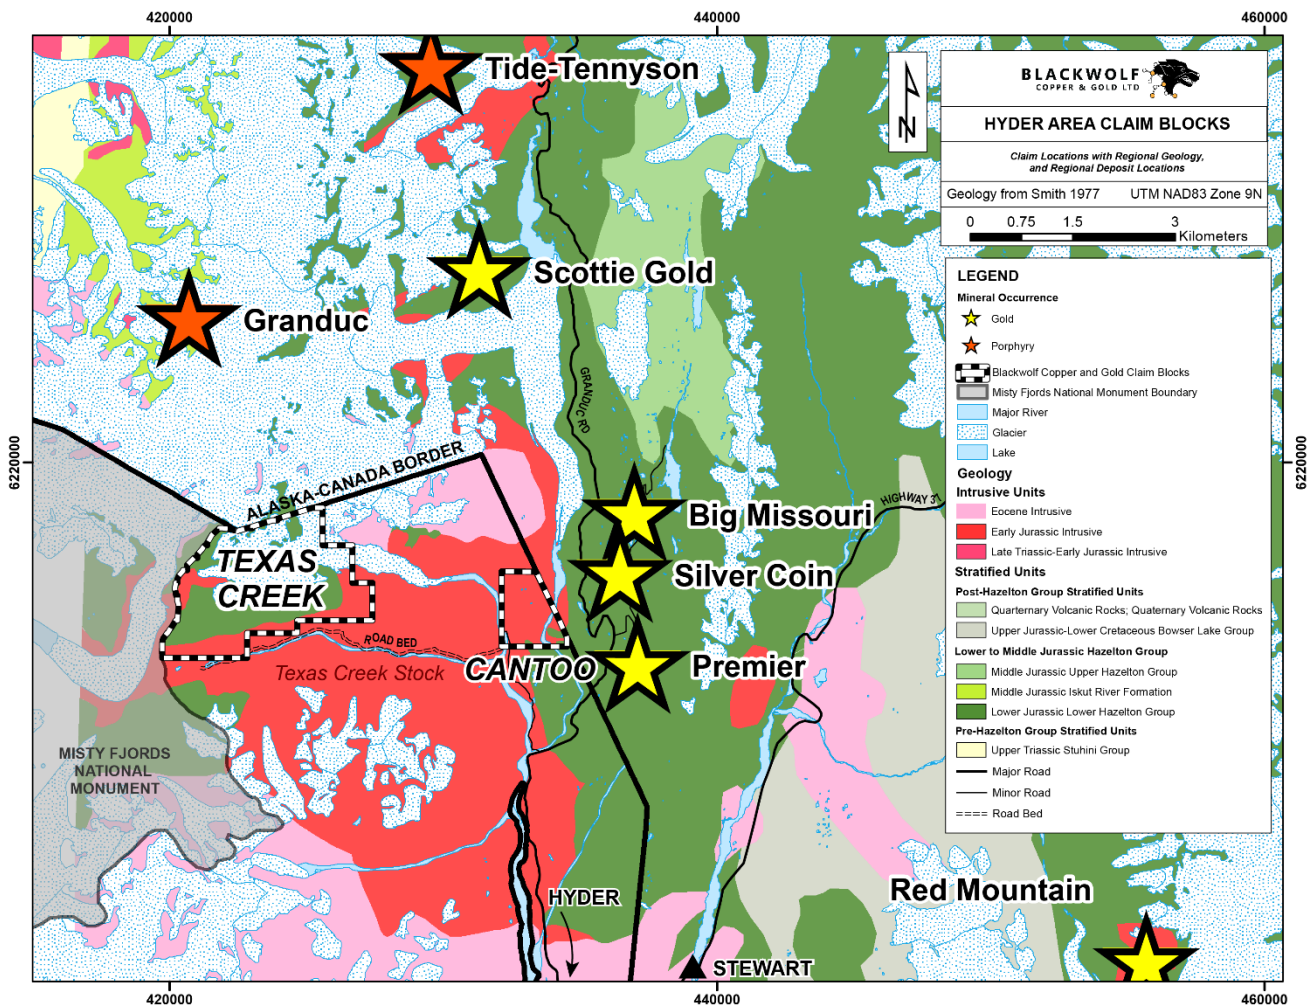 420000
440000
460000
Tide-Tennyson
Scottie Gold
Granduc
GRANDUC RD
6220000
6220000
ALASKA-CANADA BORDER
HIGHWAY 37
Big Missouri
TEXAS
CREEK
Silver Coin
ROAD BED
Texas Creek Stock
CANTOO
Premier
MISTY FJORDS
NATIONAL
MONUMENT
Red Mountain
HYDER
STEWART
N
BLACKWOLF
COPPER & GOLD LTD
HYDER AREA CLAIM BLOCKS
Claim Locations with Regional Geology,
and Regional Deposit Locations
Geology from Smith 1977 UTM NAD83 Zone 9N
0 0.75 1.5 3
Kilometers
LEGEND
Mineral Occurrence
Gold
Porphyry
Blackwolf Copper and Gold Claim Blocks
Misty Fjords National Monument Boundary
Major River
Glacier
Lake
Geology
Intrusive Units
Eocene Intrusive
Early Jurassic Intrusive
Late Triassic-Early Jurassic Intrusive
Stratified Units
Post-Hazelton Group Stratified Units
Quarternary Volcanic Rocks; Quaternary Volcanic Rocks
Upper Jurassic-Lower Cretaceous Bowser Lake Group
Lower to Middle Jurassic Hazelton Group
Middle Jurassic Upper Hazelton Group
Middle Jurassic Iskut River Formation
Lower Jurassic Lower Hazelton Group
Pre-Hazelton Group Stratified Units
Upper Triassic Stuhini Group
Major Road
Minor Road
Road Bed
420000
440000
460000